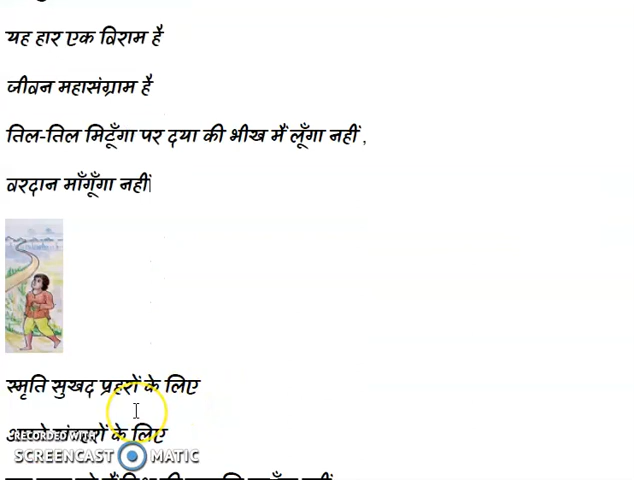 यह हार एक विराम है
जीवन महासंग्राम है
तिल-तिल मिटूँगा पर दया की भीख मैं लूँगा नहीं ,
वरदान माँगूँगा नहीं
स्मृति सुखद प्रहरों के लिए
के लिए
RECORDED WITH
SCREENCAST MATIC